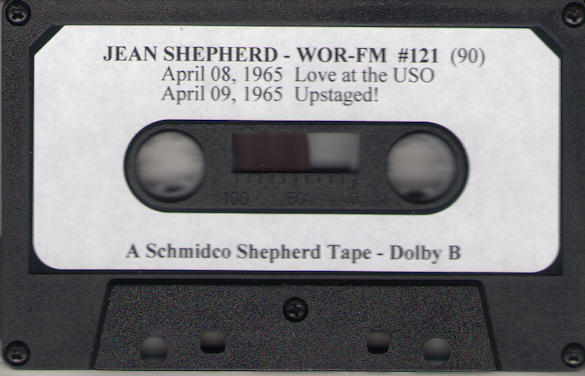 JEAN SHEPHERD - WOR-FM #121 (90)
April 08, 1965 Love at the USO
April 09, 1965 Upstaged!
100 50 0
A Schmidco Shepherd Tape - Dolby B